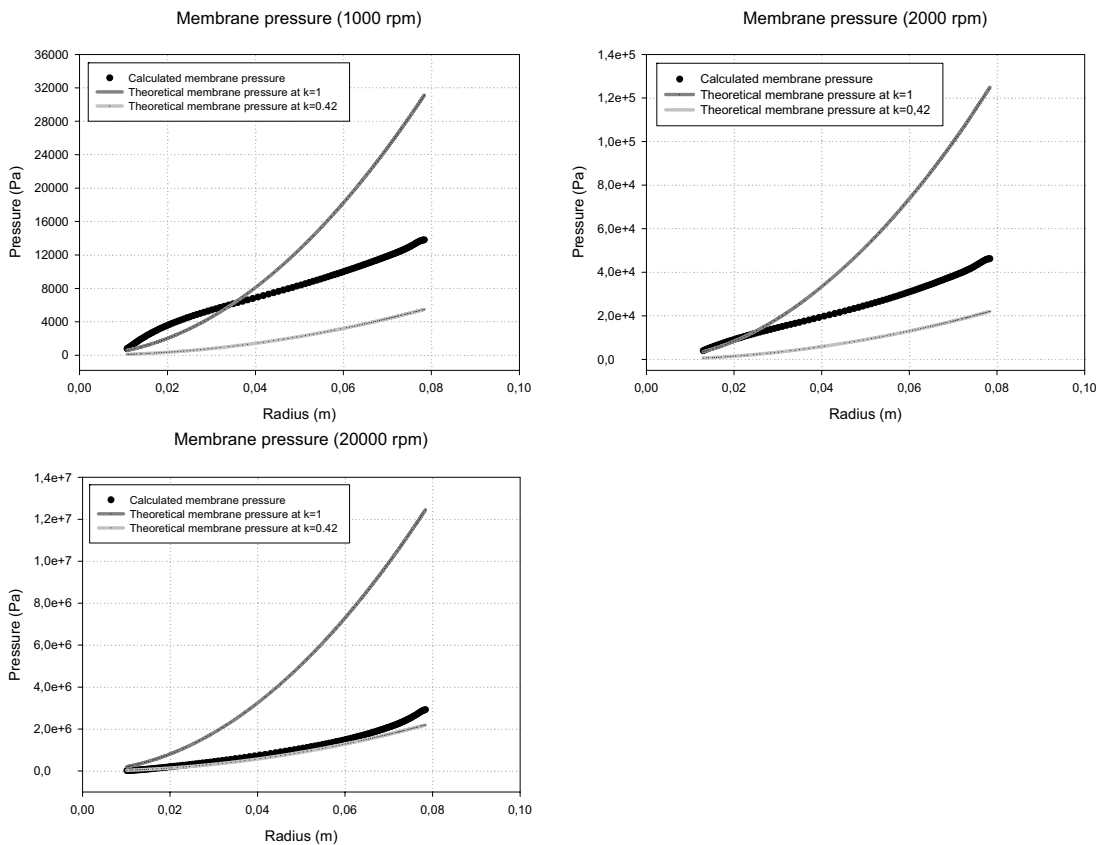 Membrane pressure (1000 rpm)
36000
32000
28000
24000
20000
16000
12000
8000
4000
0
Pressure (Pa)
Calculated membrane pressure
Theoretical membrane pressure at k=1
Theoretical membrane pressure at k=0.42
0,00 0,02 0,04 0,06 0,08 0,10
Radius (m)
Membrane pressure (2000 rpm)
1,4e+5
1,2e+5
1,0e+5
8,0e+4
6,0e+4
4,0e+4
2,0e+4
0,0
Pressure (Pa)
Calculated membrane pressure
Theoretical membrane pressure at k=1
Theoretical membrane pressure at k=0,42
0,00 0,02 0,04 0,06 0,08 0,10
Radius (m)
Membrane pressure (20000 rpm)
1,4e+7
1,2e+7
1,0e+7
8,0e+6
6,0e+6
4,0e+6
2,0e+6
0,0
Pressure (Pa)
Calculated membrane pressure
Theoretical membrane pressure at k=1
Theoretical membrane pressure at k=0.42
0,00 0,02 0,04 0,06 0,08 0,10
Radius (m)